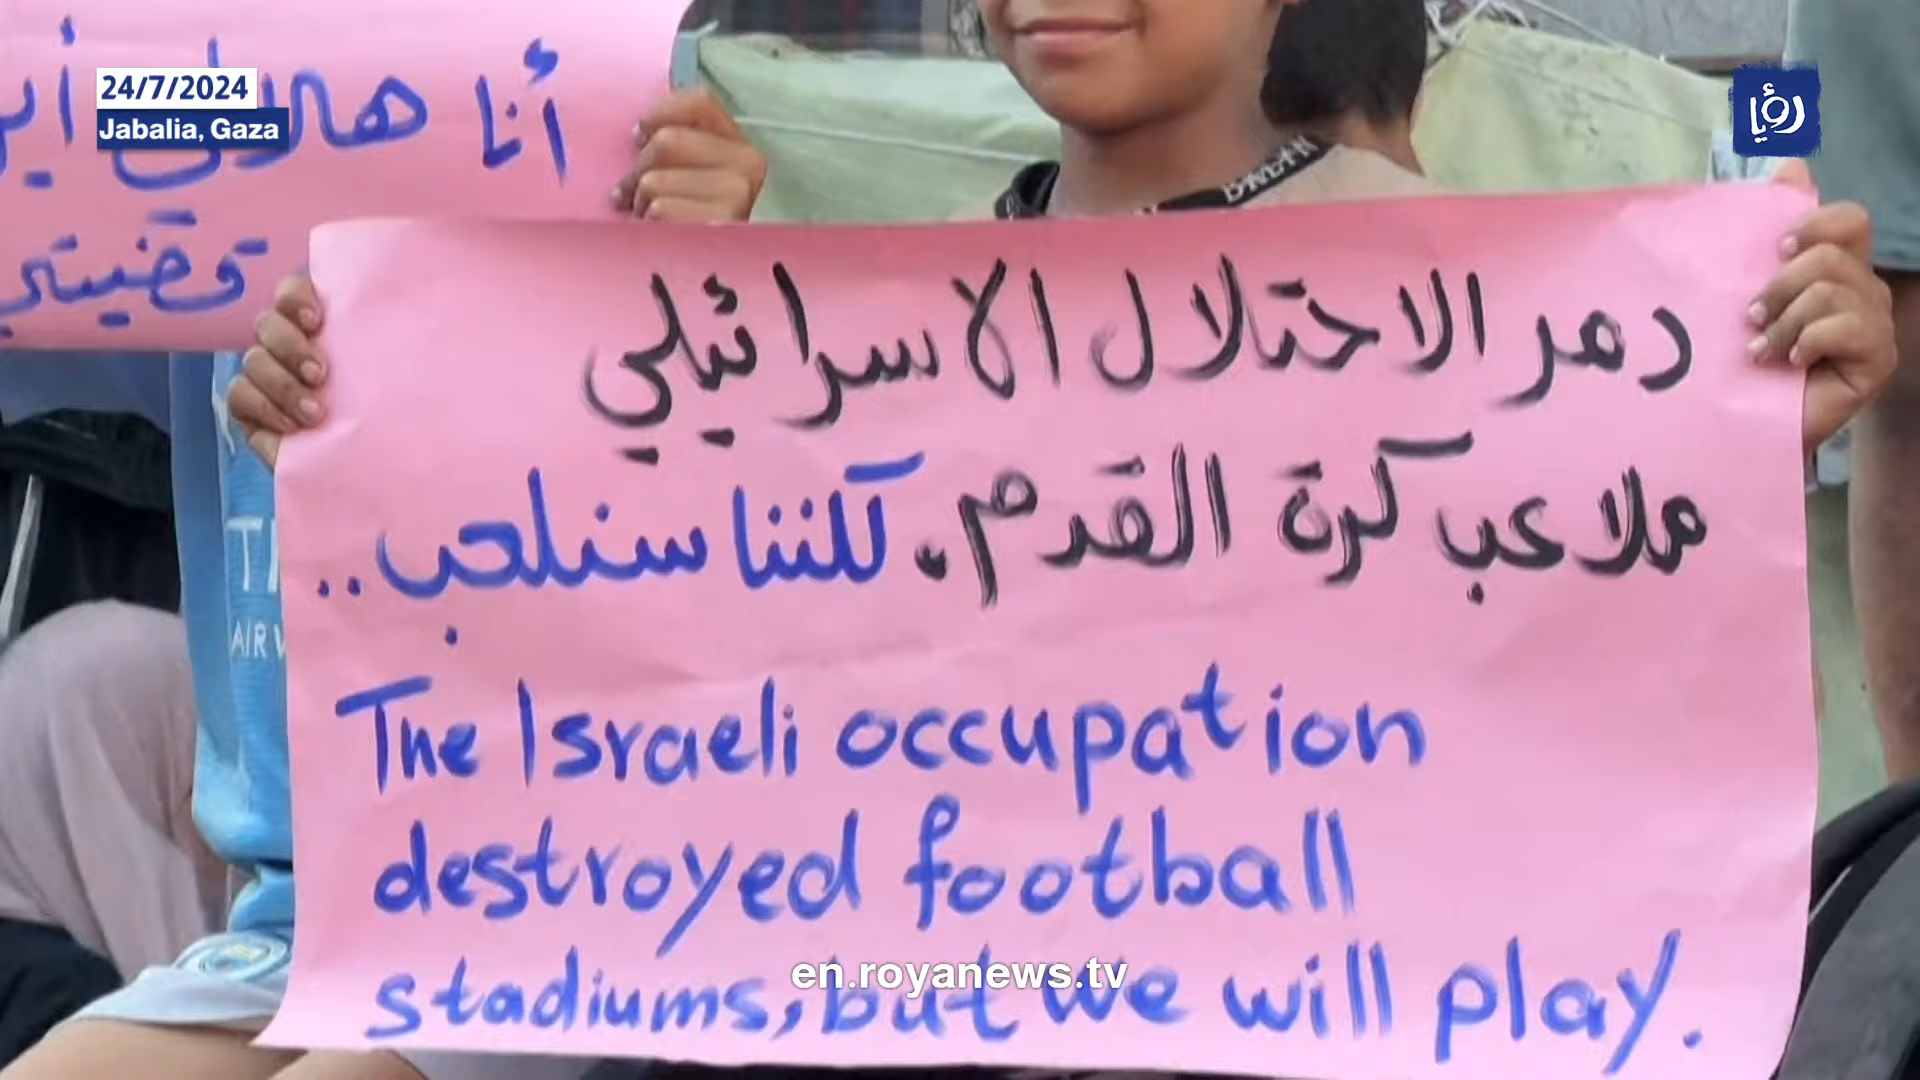 24/7/2024
Jabalia, Gaza
رؤيا
أنا
قضيتي
دمر الاحتلال الاسرائيلي
ملاعب كرة القدم. لكننا سنلعب..
The Israeli occupation
destroyed football
stadiums, but we will play.
en.royanews.tv